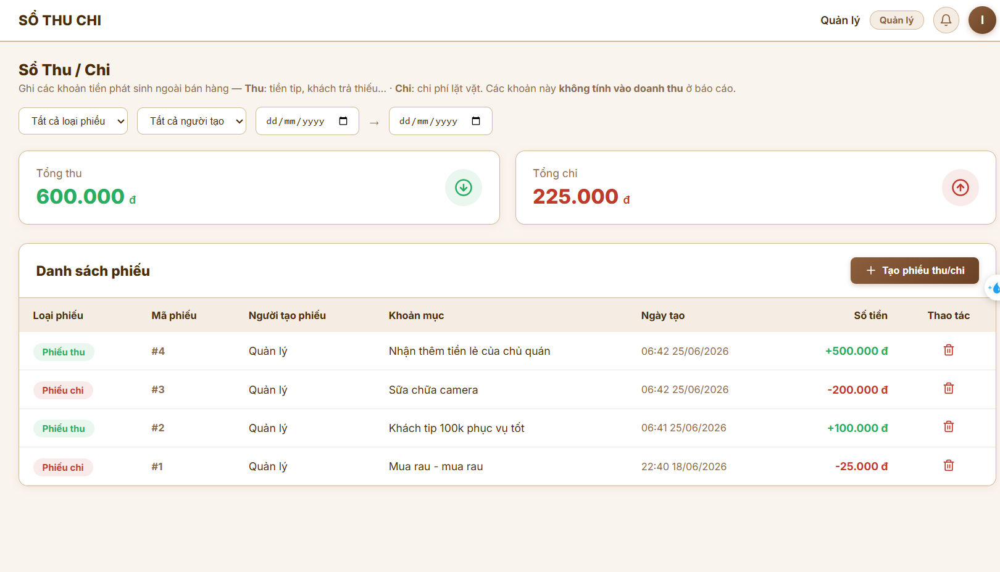 SỔ THU CHI
Quản lý
Quản lý
I
Sổ Thu / Chi
Ghi các khoản tiền phát sinh ngoài bán hàng — Thu: tiền tip, khách trả thiếu... · Chi: chi phí lặt vặt. Các khoản này không tính vào doanh thu ở báo cáo.
Tất cả loại phiếu
Tất cả người tạo
dd/mm/yyyy
→
dd/mm/yyyy
Tổng thu
600.000 đ
Tổng chi
225.000 đ
Danh sách phiếu
+ Tạo phiếu thu/chi
Loại phiếu Mã phiếu Người tạo phiếu Khoản mục Ngày tạo Số tiền Thao tác
Phiếu thu #4 Quản lý Nhận thêm tiền lẻ của chủ quán 06:42 25/06/2026 +500.000 đ
Phiếu chi #3 Quản lý Sữa chữa camera 06:42 25/06/2026 -200.000 đ
Phiếu thu #2 Quản lý Khách tip 100k phục vụ tốt 06:41 25/06/2026 +100.000 đ
Phiếu chi #1 Quản lý Mua rau - mua rau 22:40 18/06/2026 -25.000 đ